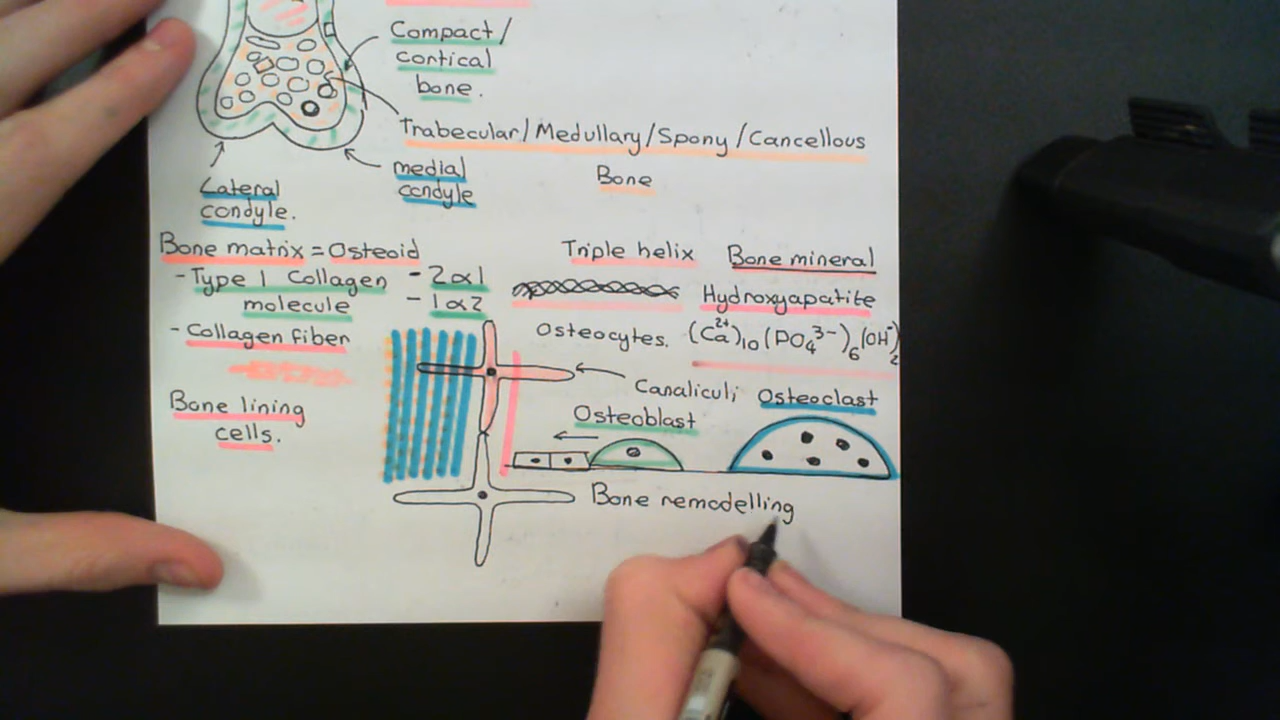 Compact/
cortical
bone.
Trabecular/Medullary/Spony/Cancellous
Bone
medial
condyle
Lateral
condyle.
Bone matrix = Osteoid
- Type 1 Collagen
molecule
- 2α1
- 1α2
- Collagen fiber
Triple helix
Bone mineral
Hydroxyapatite
(Ca²⁺)₁₀(PO₄³⁻)₆(OH⁻)₂
Osteocytes.
Canaliculi
Osteoclast
Osteoblast
Bone lining
cells.
Bone remodelling